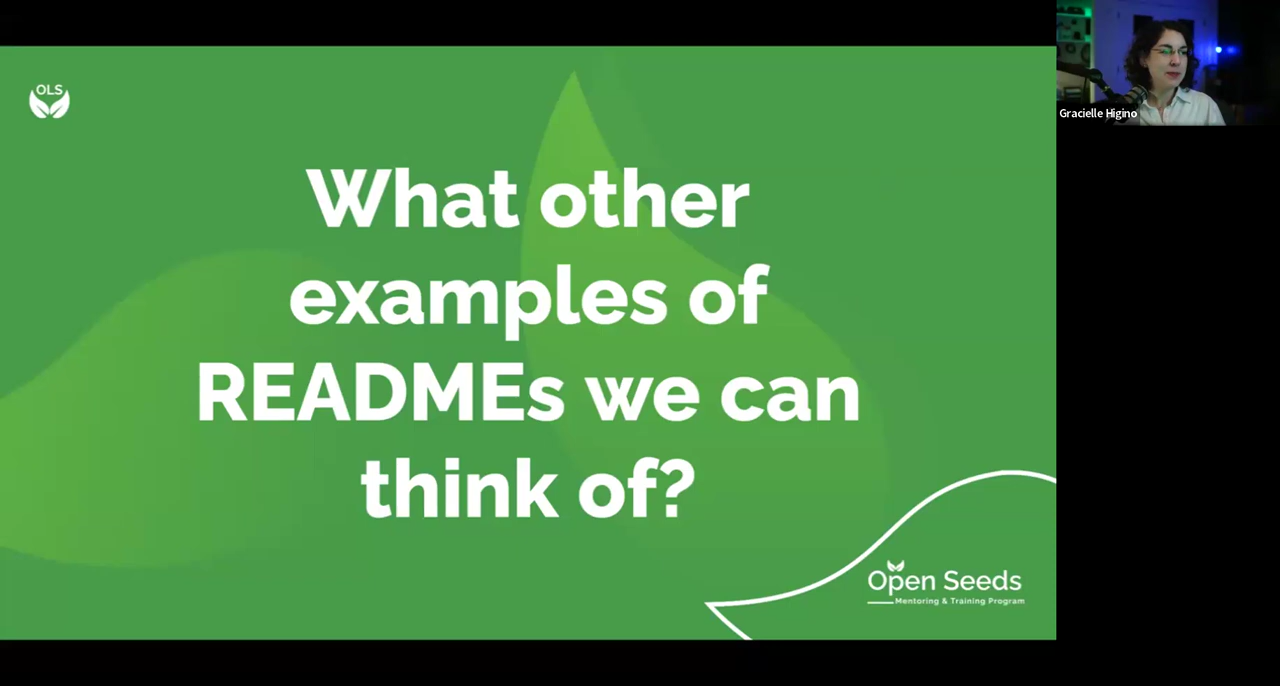 OLS
What other
examples of
READMEs we can
think of?
Open Seeds
Mentoring & Training Program
Gracielle Higino